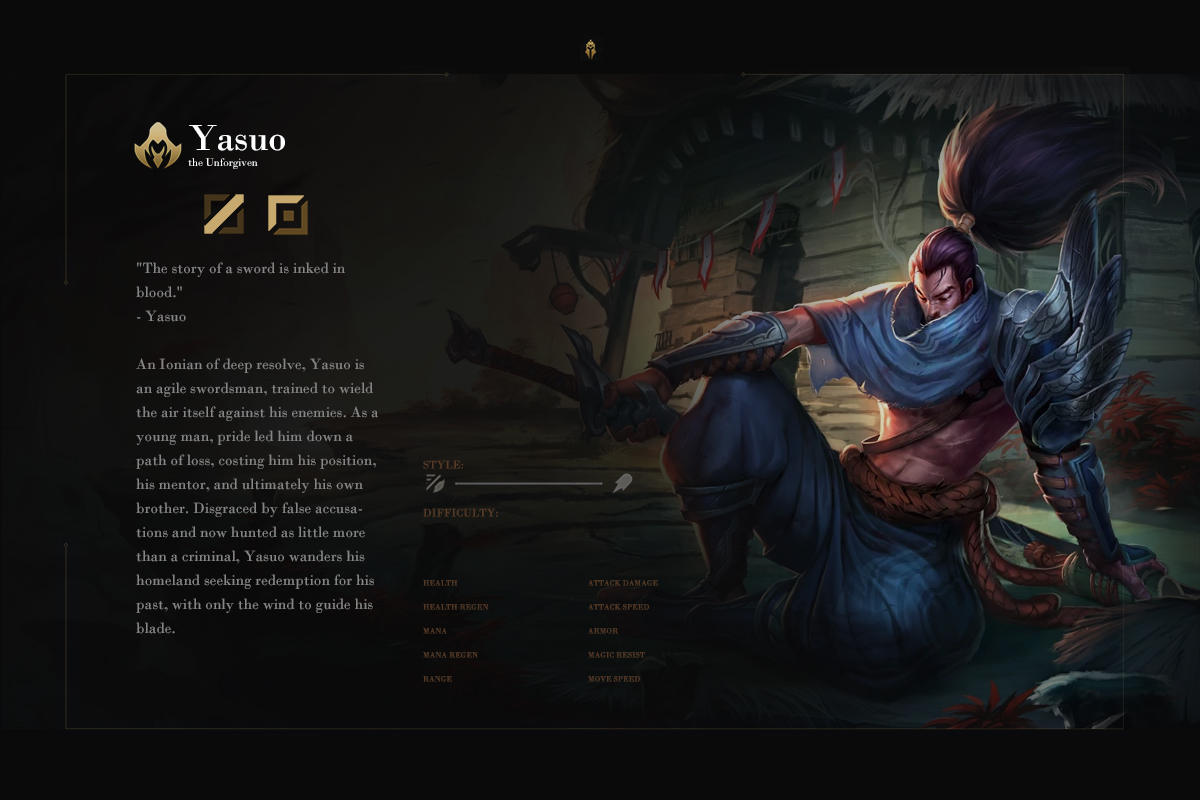 Yasuo
the Unforgiven
"The story of a sword is inked in
blood."
- Yasuo
An Ionian of deep resolve, Yasuo is
an agile swordsman, trained to wield
the air itself against his enemies. As a
young man, pride led him down a
path of loss, costing him his position,
his mentor, and ultimately his own
brother. Disgraced by false accusa-
tions and now hunted as little more
than a criminal, Yasuo wanders his
homeland seeking redemption for his
past, with only the wind to guide his
blade.
STYLE:
DIFFICULTY:
HEALTH
HEALTH REGEN
MANA
MANA REGEN
RANGE
ATTACK DAMAGE
ATTACK SPEED
ARMOR
MAGIC RESIST
MOVE SPEED